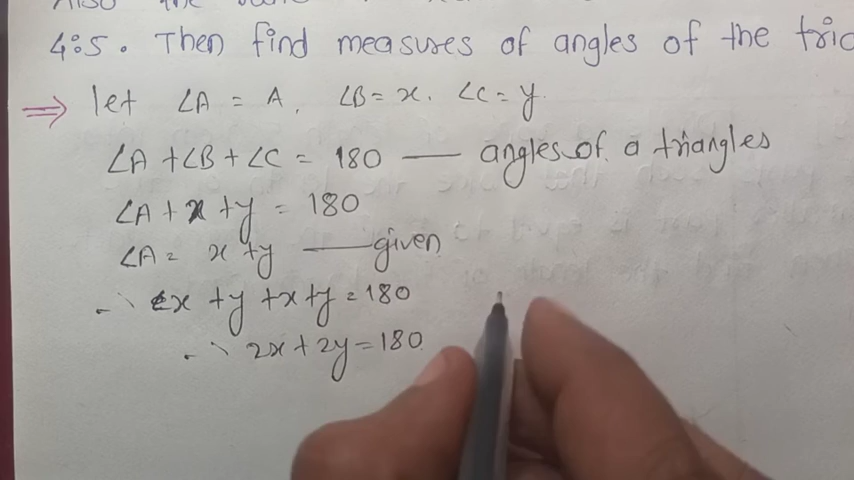 4:5. Then find measures of angles of the
⇒ let ∠A = A, ∠B = x. ∠C = y.
∠A + ∠B + ∠C = 180 — angles of a triangles
∠A + x + y = 180
∠A = x + y — given
∴ x + y + x + y = 180
∴ 2x + 2y = 180